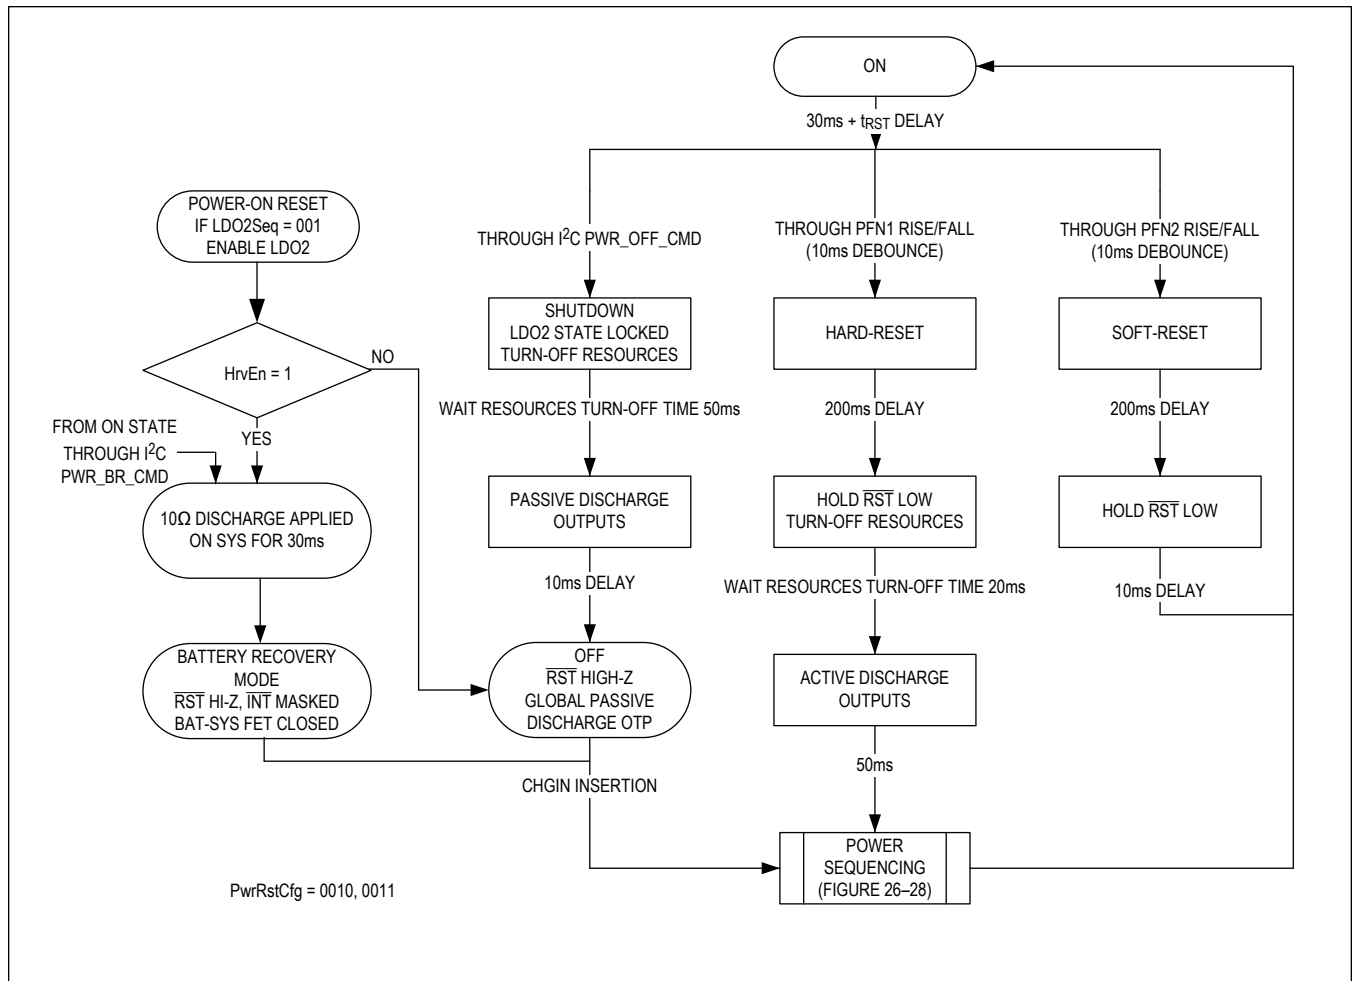 ON
30ms + tRST DELAY
POWER-ON RESET
IF LDO2Seq = 001
ENABLE LDO2
HrvEn = 1
NO
YES
FROM ON STATE
THROUGH I2C
PWR_BR_CMD
10Ω DISCHARGE APPLIED
ON SYS FOR 30ms
BATTERY RECOVERY
MODE
R̅S̅T̅ HI-Z, I̅N̅T̅ MASKED
BAT-SYS FET CLOSED
THROUGH I2C PWR_OFF_CMD
SHUTDOWN
LDO2 STATE LOCKED
TURN-OFF RESOURCES
WAIT RESOURCES TURN-OFF TIME 50ms
PASSIVE DISCHARGE
OUTPUTS
10ms DELAY
OFF
R̅S̅T̅ HIGH-Z
GLOBAL PASSIVE
DISCHARGE OTP
CHGIN INSERTION
THROUGH PFN1 RISE/FALL
(10ms DEBOUNCE)
HARD-RESET
200ms DELAY
HOLD R̅S̅T̅ LOW
TURN-OFF RESOURCES
WAIT RESOURCES TURN-OFF TIME 20ms
ACTIVE DISCHARGE
OUTPUTS
50ms
POWER
SEQUENCING
(FIGURE 26–28)
THROUGH PFN2 RISE/FALL
(10ms DEBOUNCE)
SOFT-RESET
200ms DELAY
HOLD R̅S̅T̅ LOW
10ms DELAY
PwrRstCfg = 0010, 0011